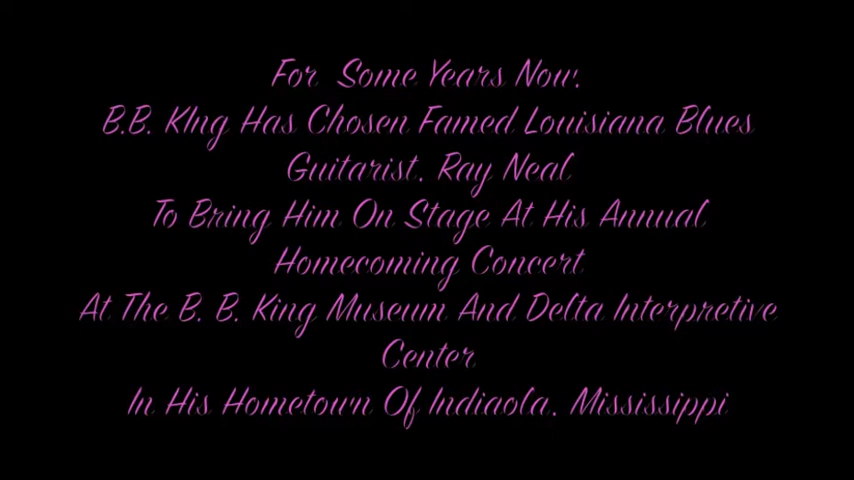 For Some Years Now,
B.B. KIng Has Chosen Famed Louisiana Blues
Guitarist, Ray Neal
To Bring Him On Stage At His Annual
Homecoming Concert
At The B. B. King Museum And Delta Interpretive
Center
In His Hometown Of Indiaola, Mississippi